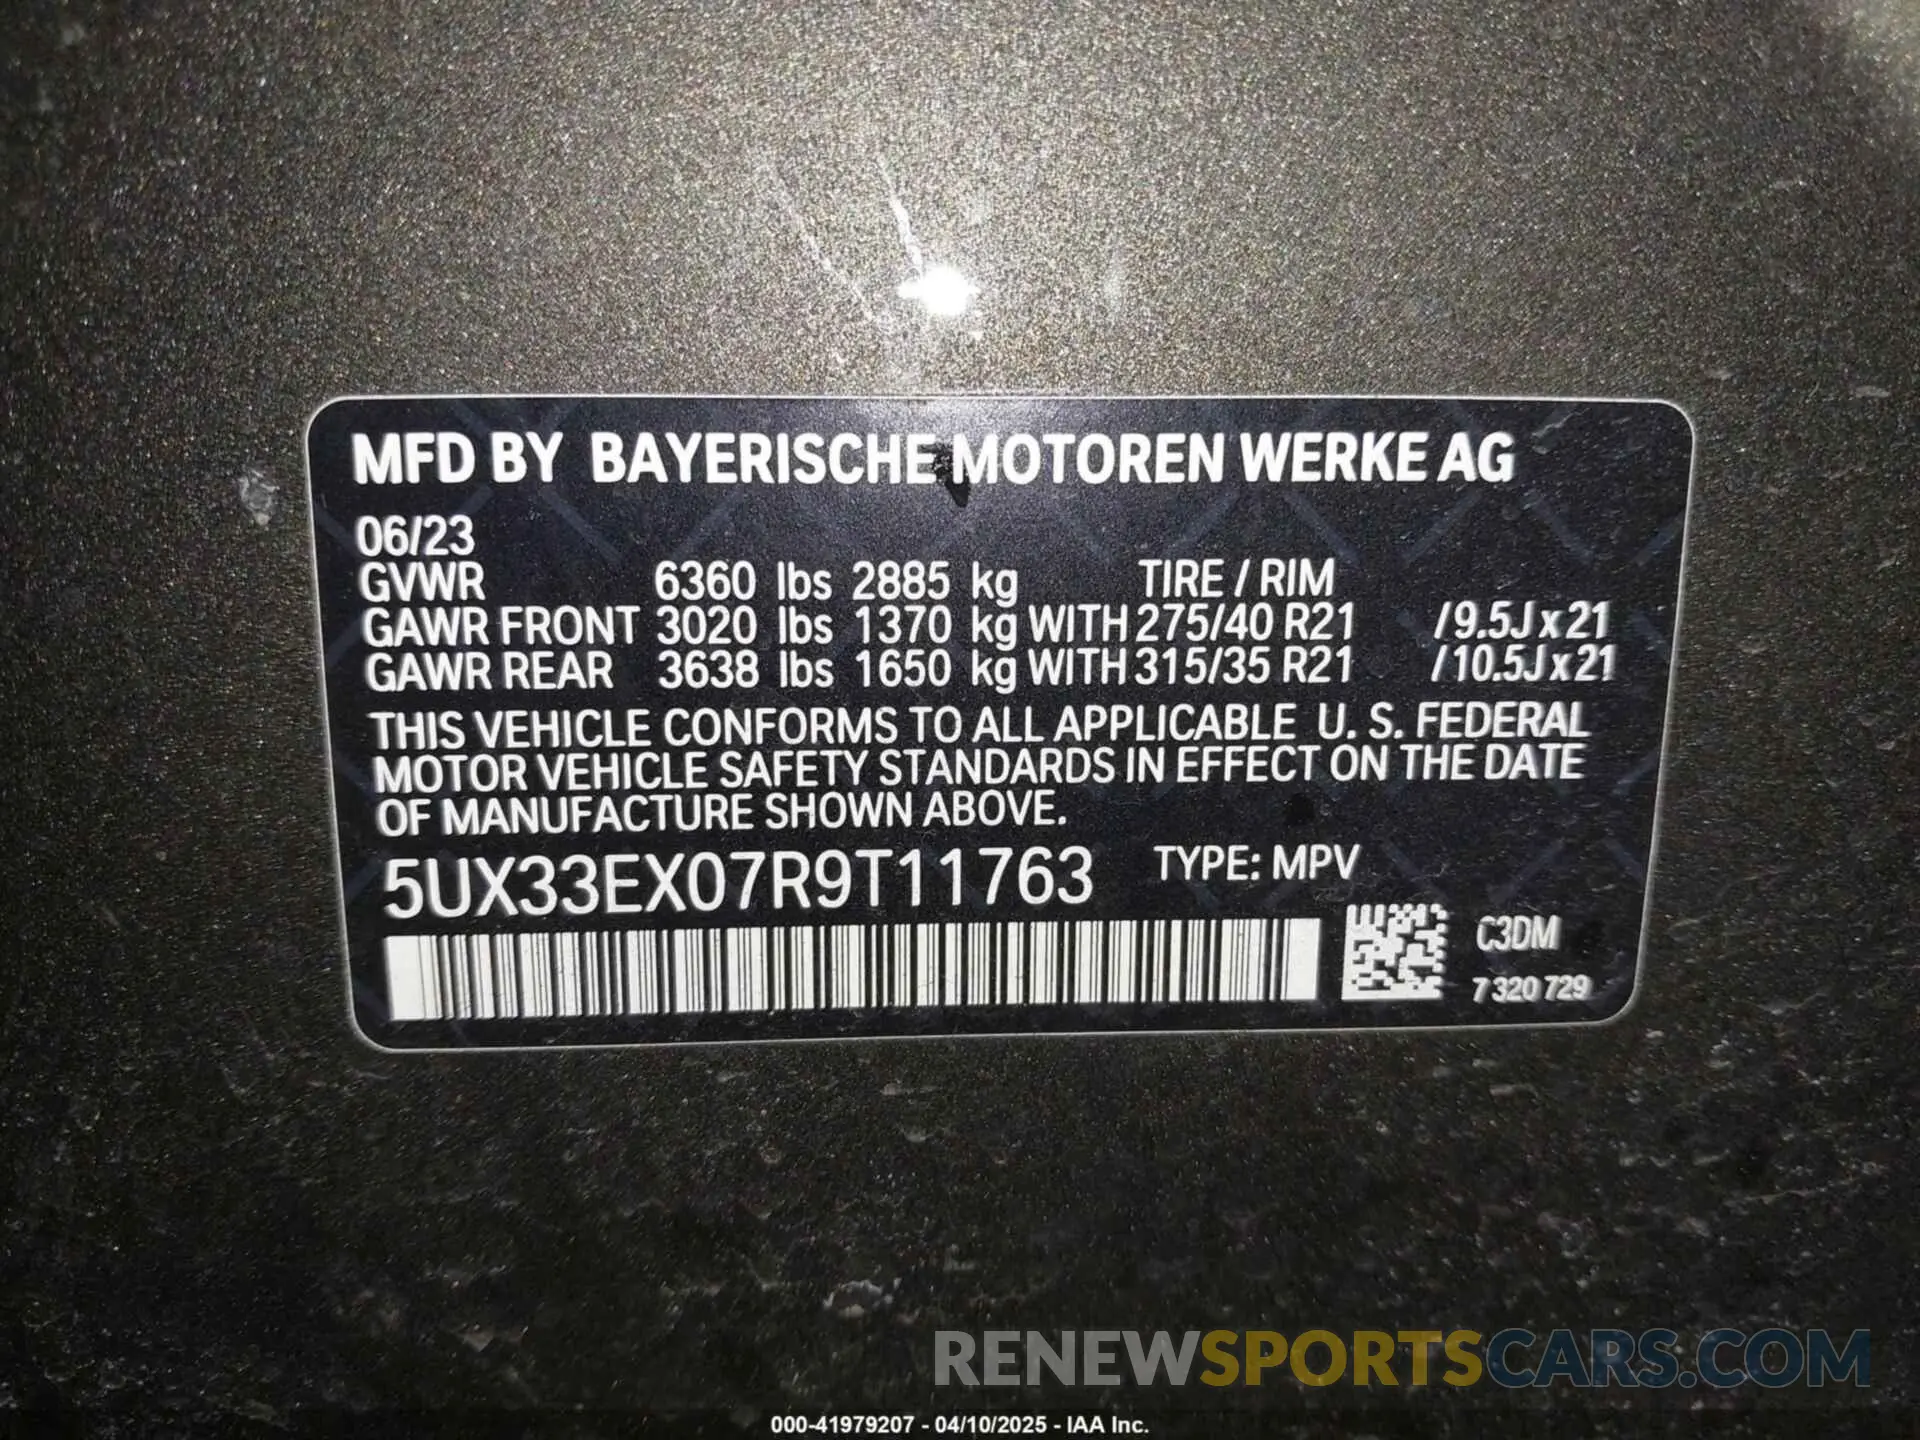 MFD BY BAYERISCHE MOTOREN WERKE AG
06/23
GVWR 6360 lbs 2885 kg TIRE / RIM
GAWR FRONT 3020 lbs 1370 kg WITH 275/40 R21 /9.5J x 21
GAWR REAR 3638 lbs 1650 kg WITH 315/35 R21 /10.5J x 21
THIS VEHICLE CONFORMS TO ALL APPLICABLE U. S. FEDERAL
MOTOR VEHICLE SAFETY STANDARDS IN EFFECT ON THE DATE
OF MANUFACTURE SHOWN ABOVE.
5UX33EX07R9T11763 TYPE: MPV
C3DM
7 320 729
RENEWSPORTSCARS.COM
000-41979207 - 04/10/2025 - IAA Inc.